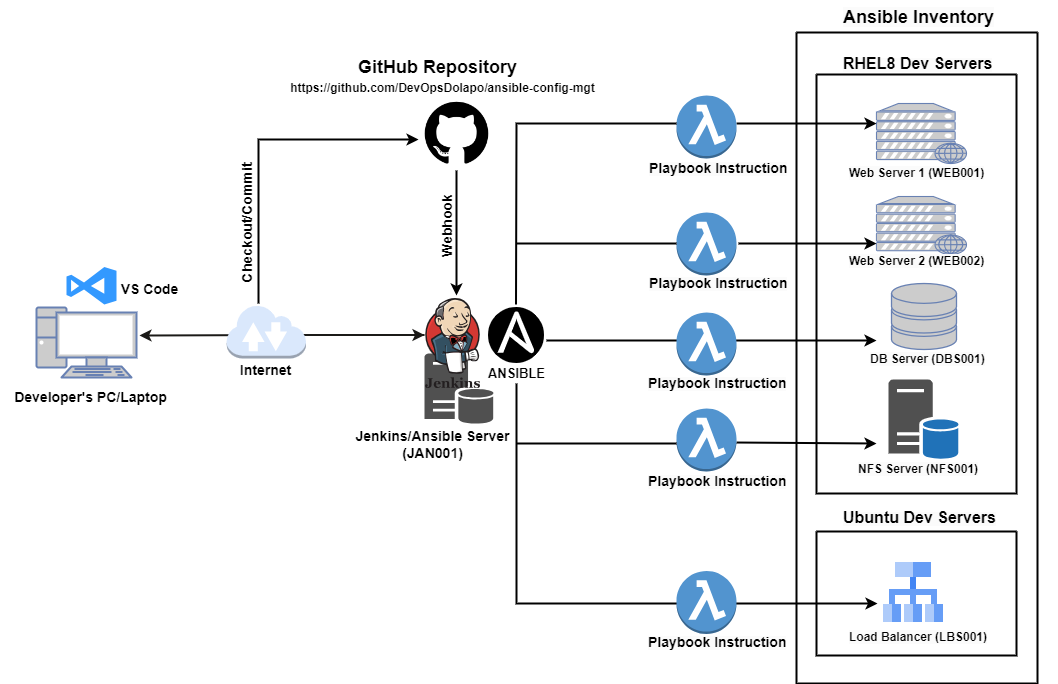 Ansible Inventory
GitHub Repository
https://github.com/DevOpsDolapo/ansible-config-mgt
RHEL8 Dev Servers
Checkout/Commit
Webhook
Playbook Instruction
Web Server 1 (WEB001)
Playbook Instruction
Web Server 2 (WEB002)
VS Code
Developer's PC/Laptop
Internet
Jenkins
ANSIBLE
Jenkins/Ansible Server
(JAN001)
Playbook Instruction
DB Server (DBS001)
Playbook Instruction
NFS Server (NFS001)
Ubuntu Dev Servers
Playbook Instruction
Load Balancer (LBS001)